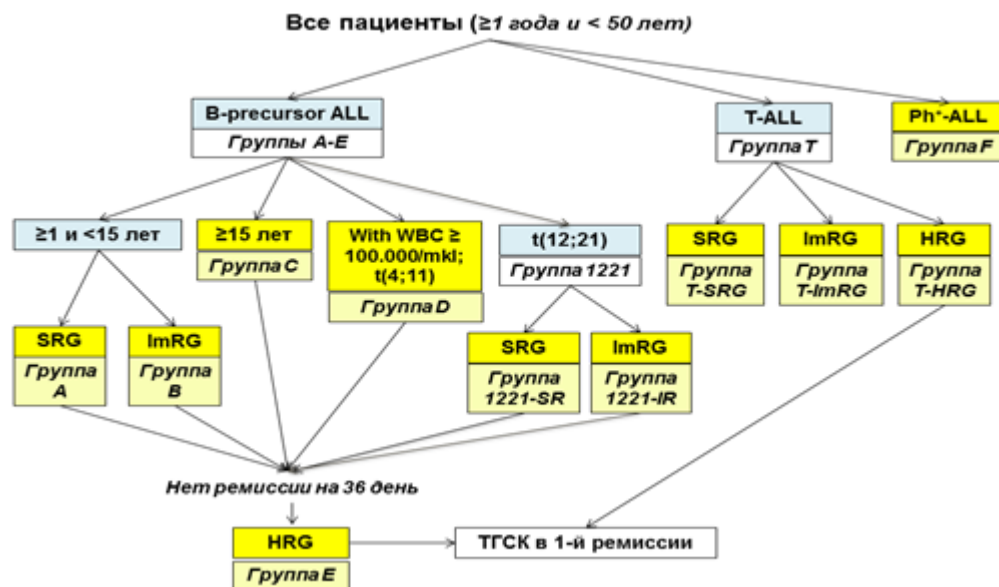 Все пациенты (≥1 года и < 50 лет)
B-precursor ALL
Группы A-E
T-ALL
Группа T
Ph⁺-ALL
Группа F
≥1 и <15 лет
≥15 лет
Группа C
With WBC ≥
100.000/mkl;
t(4;11)
Группа D
t(12;21)
Группа 1221
SRG
Группа
T-SRG
ImRG
Группа
T-ImRG
HRG
Группа
T-HRG
SRG
Группа
A
ImRG
Группа
B
SRG
Группа
1221-SR
ImRG
Группа
1221-IR
Нет ремиссии на 36 день
HRG
Группа E
ТГСК в 1-й ремиссии